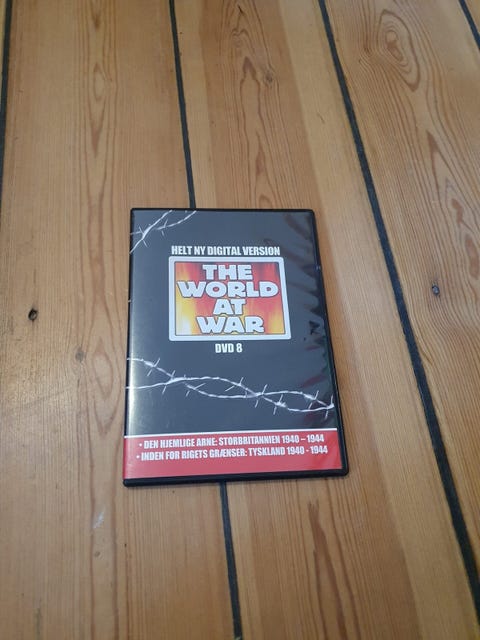 HELT NY DIGITAL VERSION
THE
WORLD
AT
WAR
DVD 8
• DEN HJEMLIGE ARNE: STORBRITANNIEN 1940 – 1944
• INDEN FOR RIGETS GRÆNSER: TYSKLAND 1940 - 1944